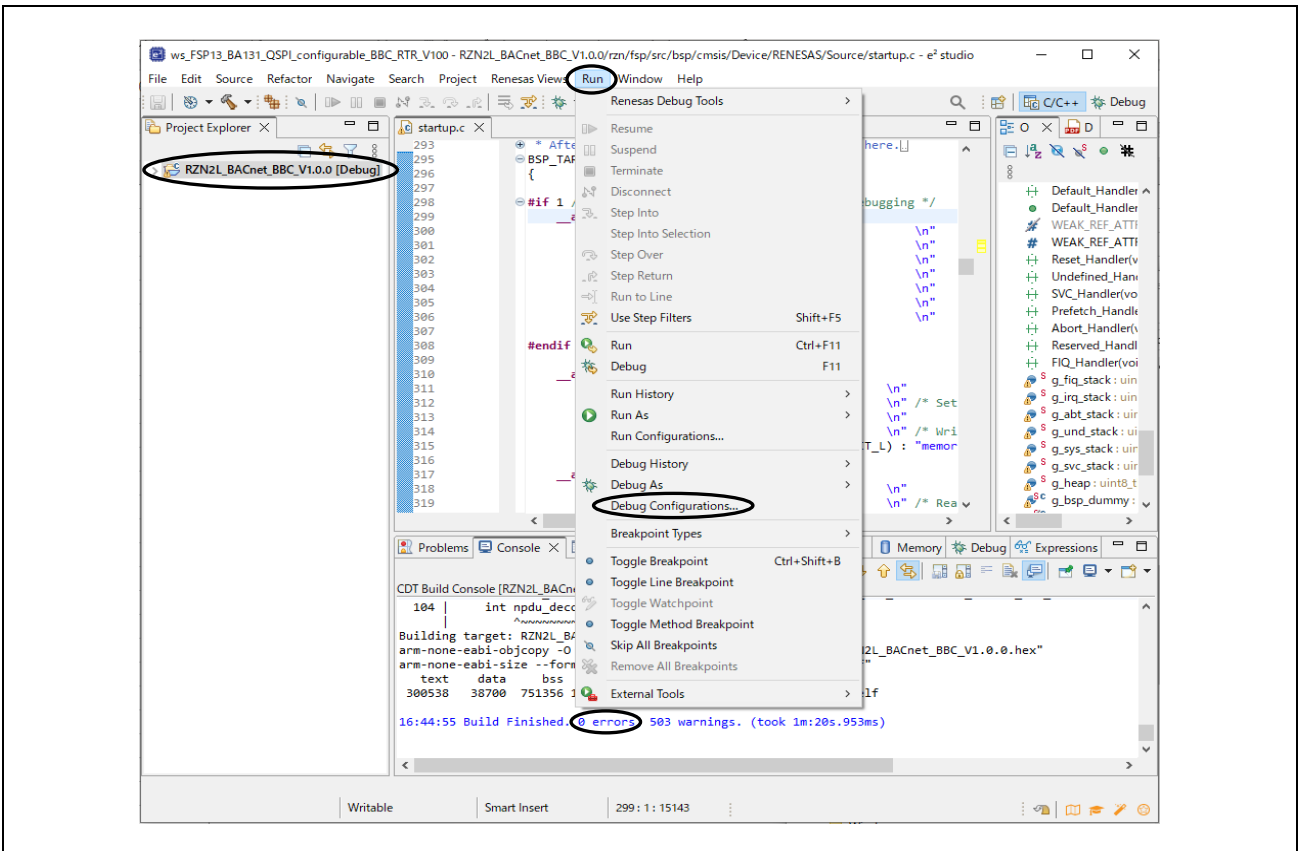 ws_FSP13_BA131_QSPI_configurable_BBC_RTR_V100 - RZN2L_BACnet_BBC_V1.0.0/rzn/fsp/src/bsp/cmsis/Device/RENESAS/Source/startup.c - e² studio
File Edit Source Refactor Navigate Search Project Renesas Views Run Window Help
C/C++ Debug
Project Explorer
RZN2L_BACnet_BBC_V1.0.0 [Debug]
startup.c
293 * Afte here.
295 BSP_TAR
296 {
297
298 #if 1 / ebugging */
299 __a
300 \n"
301 \n"
302 \n"
303 \n"
304 \n"
305 \n"
306 \n"
307
308 #endif
309
310 __a
311 \n"
312 \n" /* Set
313 \n"
314 \n" /* Wri
315 T_L) : "memor
316
317 __a
318 \n"
319 \n" /* Rea
Renesas Debug Tools
Resume
Suspend
Terminate
Disconnect
Step Into
Step Into Selection
Step Over
Step Return
Run to Line
Use Step Filters Shift+F5
Run Ctrl+F11
Debug F11
Run History
Run As
Run Configurations...
Debug History
Debug As
Debug Configurations...
Breakpoint Types
Toggle Breakpoint Ctrl+Shift+B
Toggle Line Breakpoint
Toggle Watchpoint
Toggle Method Breakpoint
Skip All Breakpoints
Remove All Breakpoints
External Tools
O D
Default_Handler
Default_Handler
WEAK_REF_ATTI
WEAK_REF_ATTI
Reset_Handler(v
Undefined_Han
SVC_Handler(vo
Prefetch_Handle
Abort_Handler(v
Reserved_Handl
FIQ_Handler(voi
g_fiq_stack : uin
g_irq_stack : uin
g_abt_stack : uir
g_und_stack : ui
g_sys_stack : uir
g_svc_stack : uir
g_heap : uint8_t
g_bsp_dummy :
Problems Console Memory Debug Expressions
CDT Build Console [RZN2L_BACn
104 | int npdu_deco
| ^~~~~~~~~
Building target: RZN2L_BA
arm-none-eabi-objcopy -O 2L_BACnet_BBC_V1.0.0.hex"
arm-none-eabi-size --form f"
text data bss
300538 38700 751356 1 lf
16:44:55 Build Finished. 0 errors, 503 warnings. (took 1m:20s.953ms)
Writable Smart Insert 299 : 1 : 15143